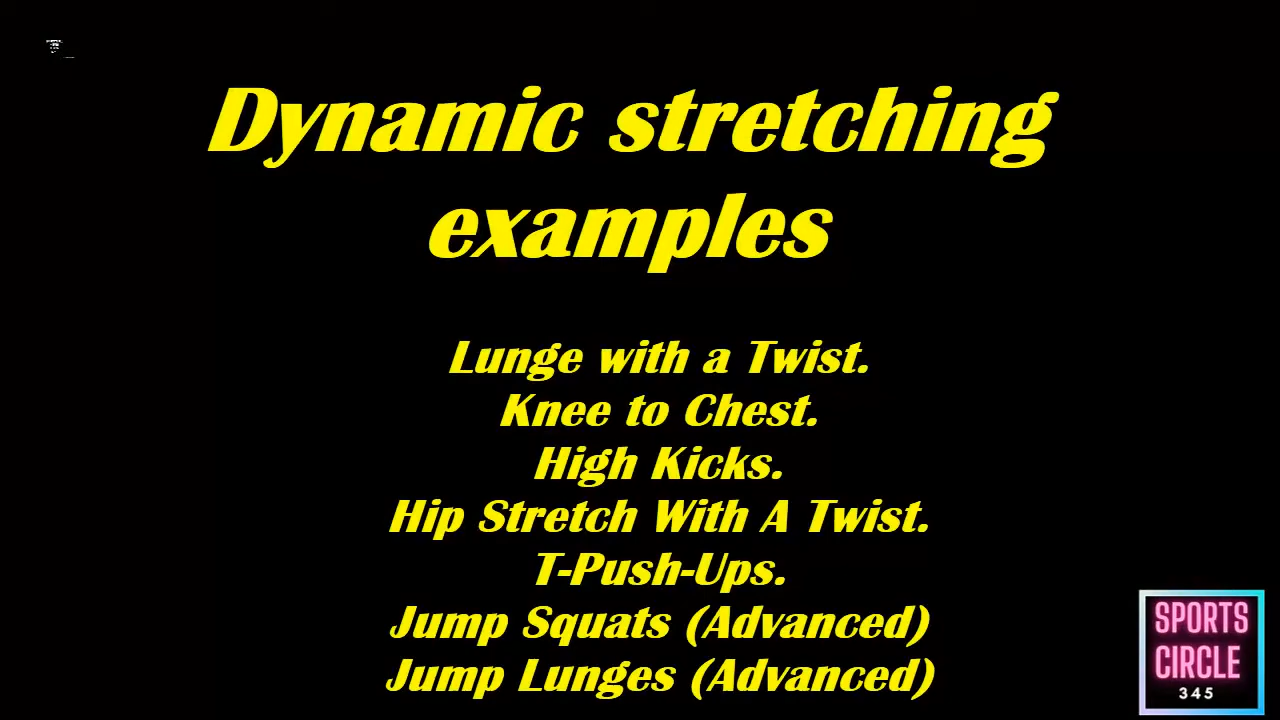 Dynamic stretching
examples
Lunge with a Twist.
Knee to Chest.
High Kicks.
Hip Stretch With A Twist.
T-Push-Ups.
Jump Squats (Advanced)
Jump Lunges (Advanced)
SPORTS
CIRCLE
345